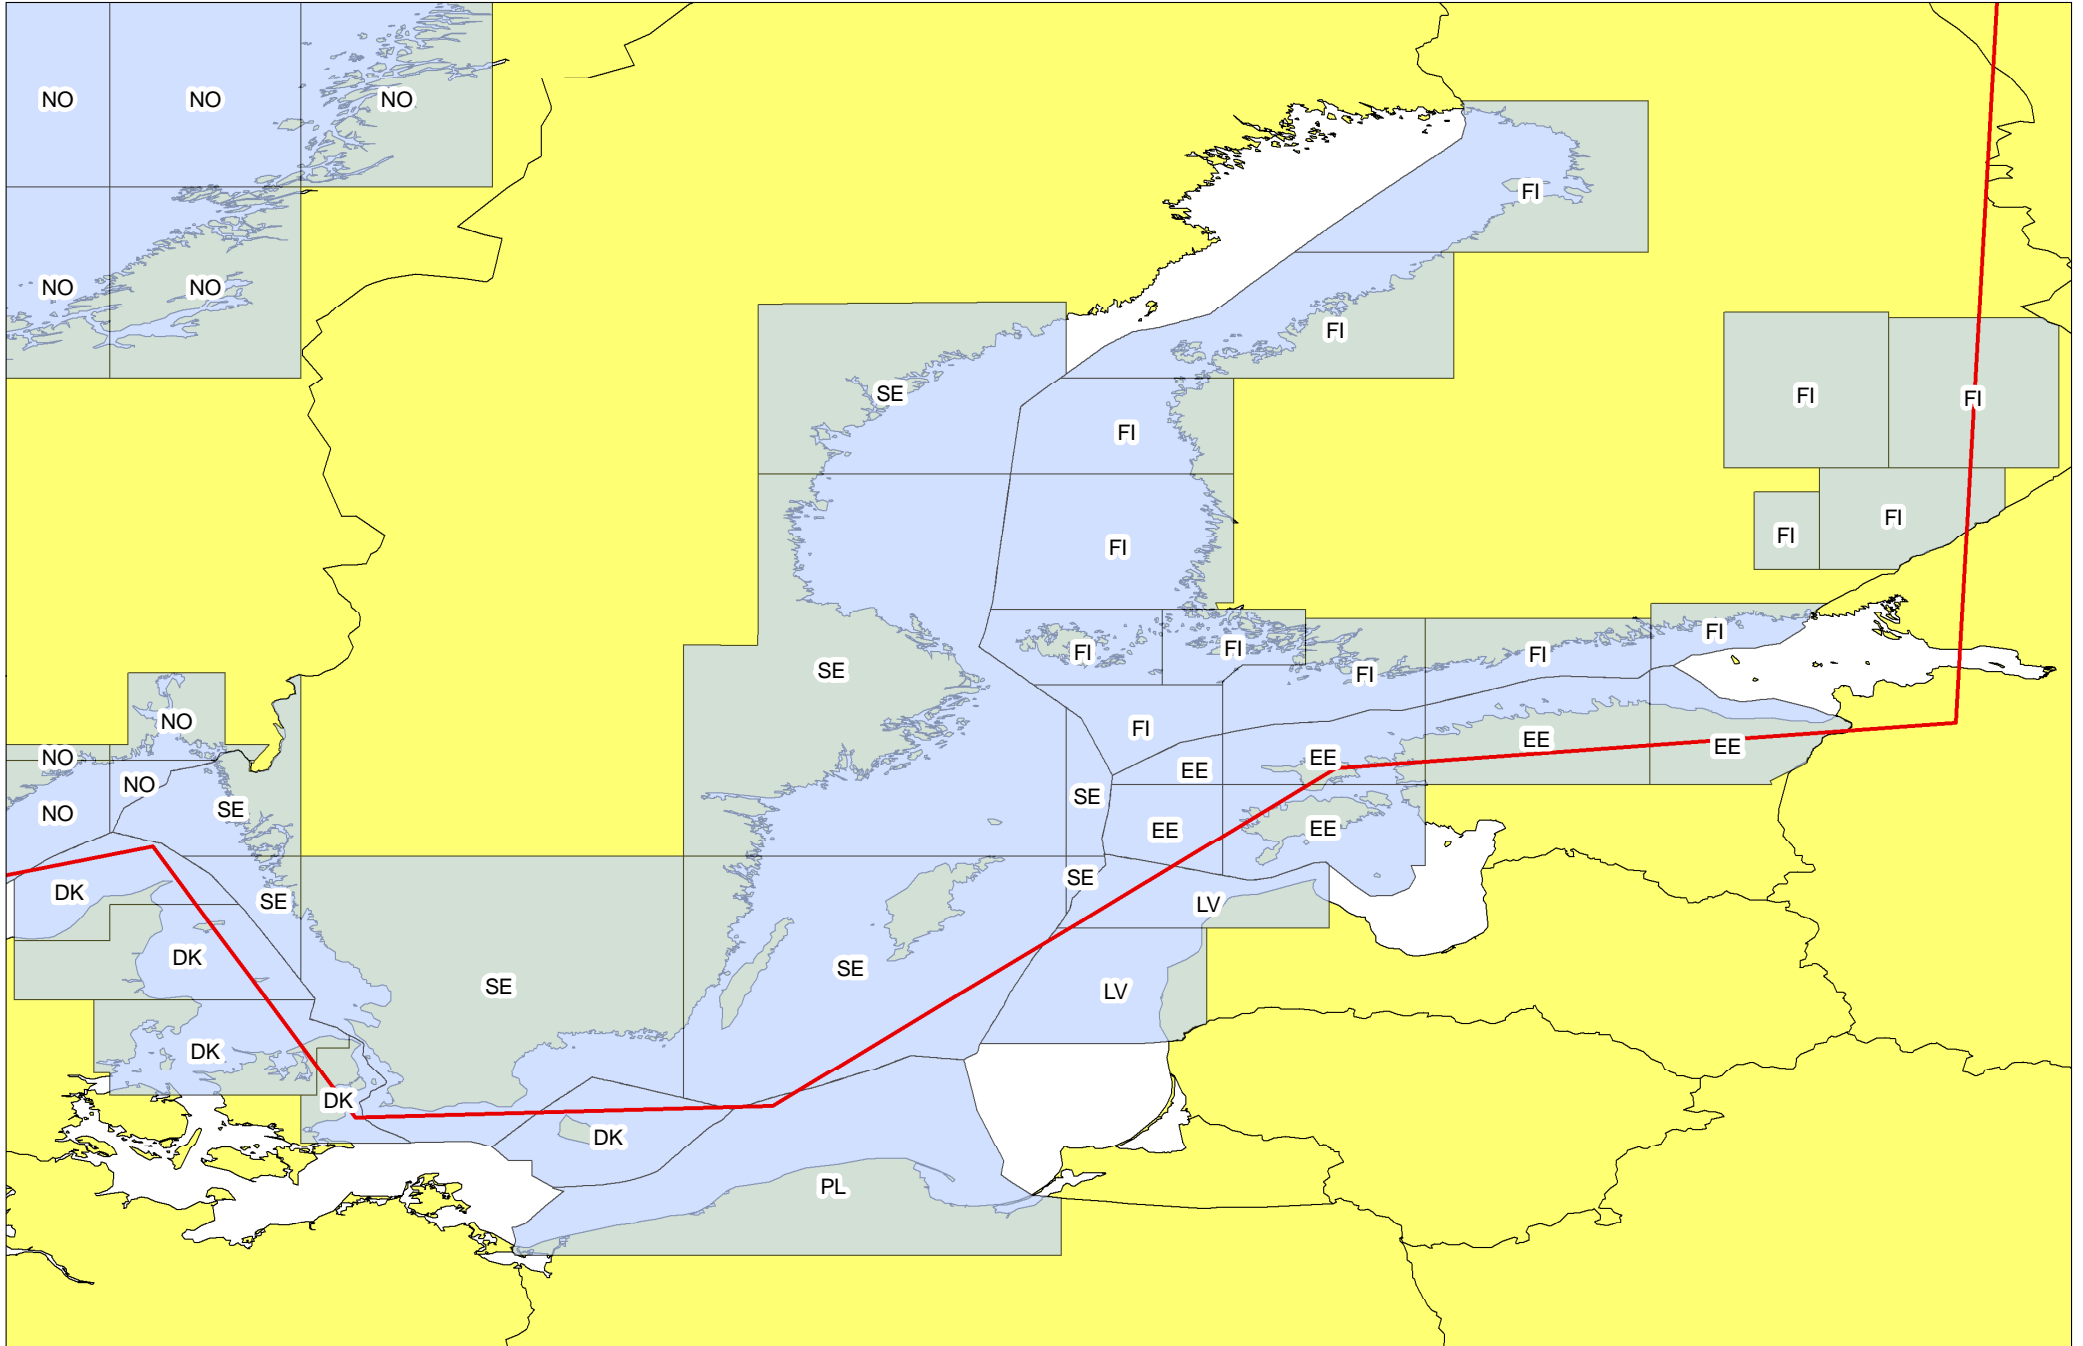 NO NO NO
FI
NO NO
FI
SE FI FI
FI
FI FI
FI
FI FI FI FI FI
SE
NO FI EE EE
NO EE EE
NO SE
NO SE EE EE
DK SE SE LV
DK SE SE LV
DK
DK DK
PL